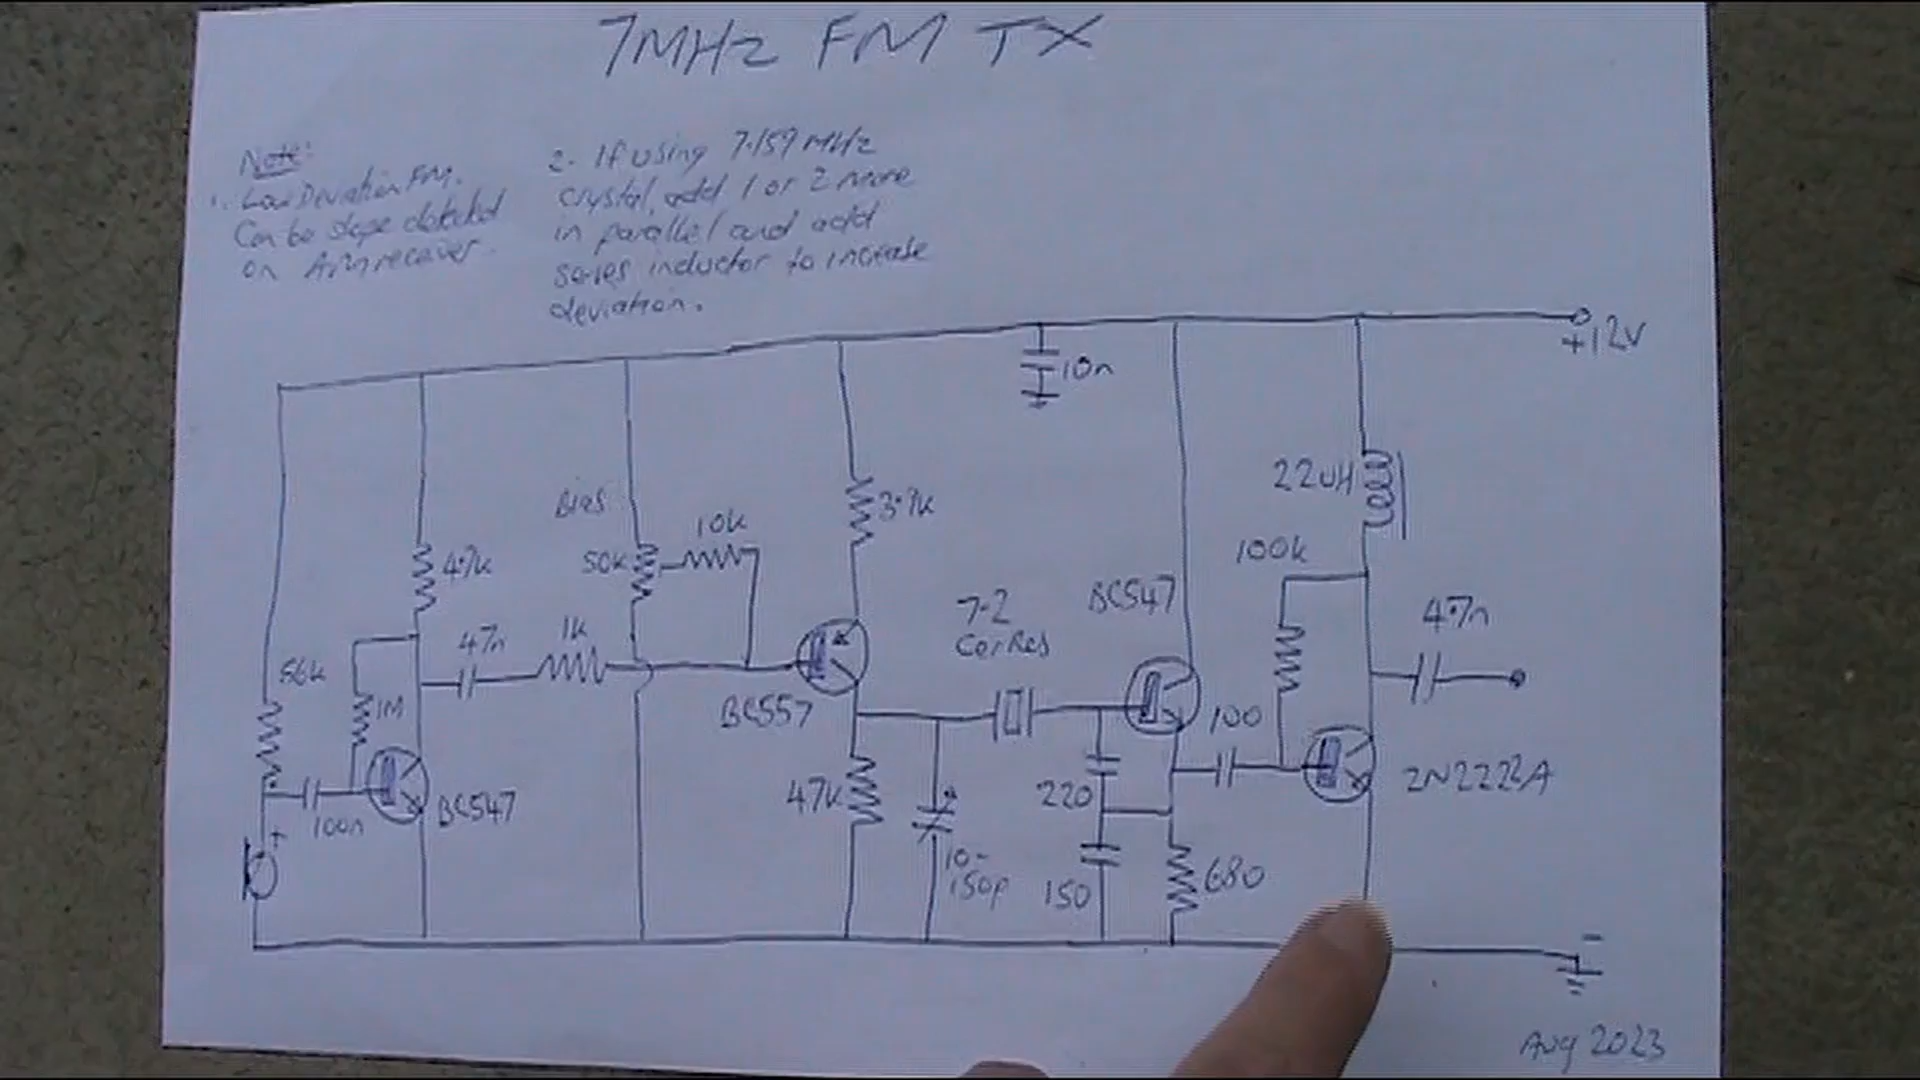 7MHz FM TX
Note:
1. Low Deviation FM.
Can be slope detected
on AM receiver.
2. If using 7.159 MHz
crystal, add 1 or 2 more
in parallel and add
series inductor to increase
deviation.
+12V
10n
22uH
Bias
10k
50k
4.7k
100k
7.2
Cer Res
BC547
4.7n
47n
1k
56k
1M
BC557
100
47k
220
2N2222A
BC547
100n
+
10-
150p
150
680
-
Aug 2023